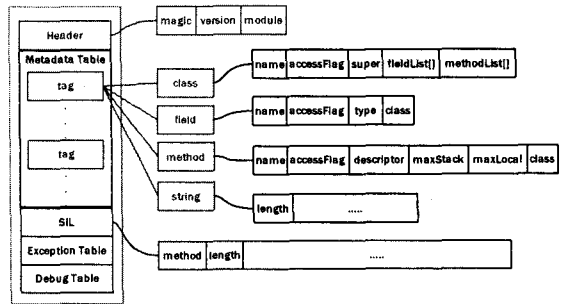 Header
magic version module
Metadata Table
tag
class
name accessFlag super fieldList[] methodList[]
field
name accessFlag type class
tag
method
name accessFlag descriptor maxStack maxLocal class
string
length .....
SIL
Exception Table
method length .....
Debug Table